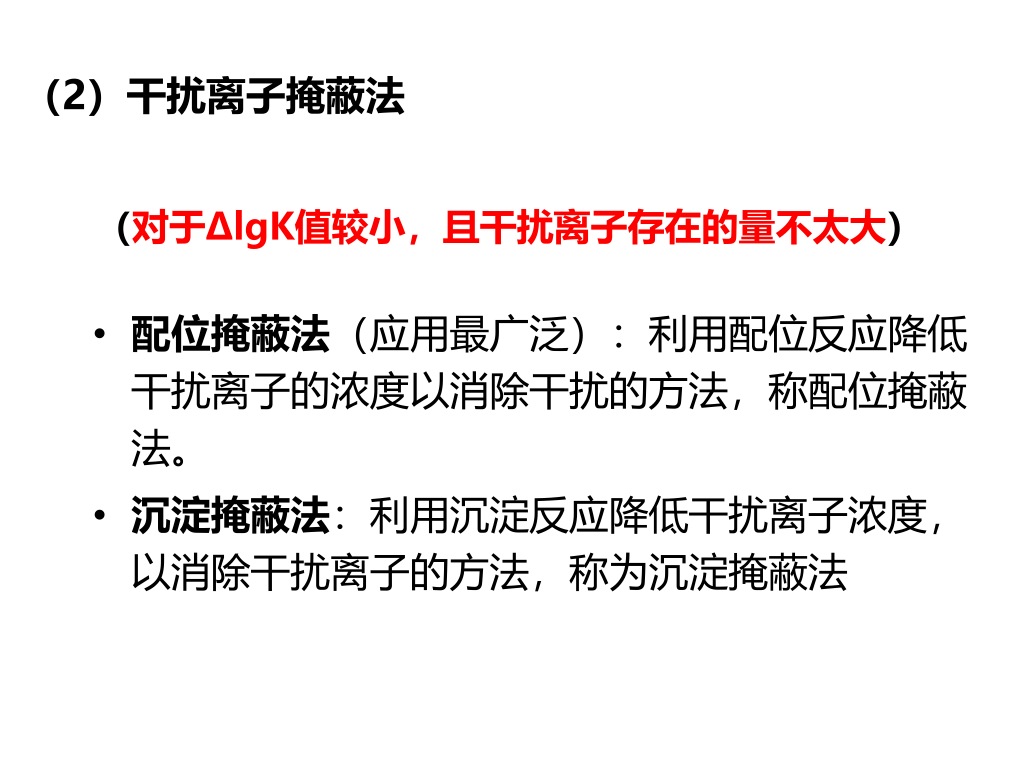 （2）干扰离子掩蔽法
(对于ΔlgK值较小，且干扰离子存在的量不太大)
• 配位掩蔽法（应用最广泛）：利用配位反应降低
干扰离子的浓度以消除干扰的方法，称配位掩蔽
法。
• 沉淀掩蔽法：利用沉淀反应降低干扰离子浓度，
以消除干扰离子的方法，称为沉淀掩蔽法